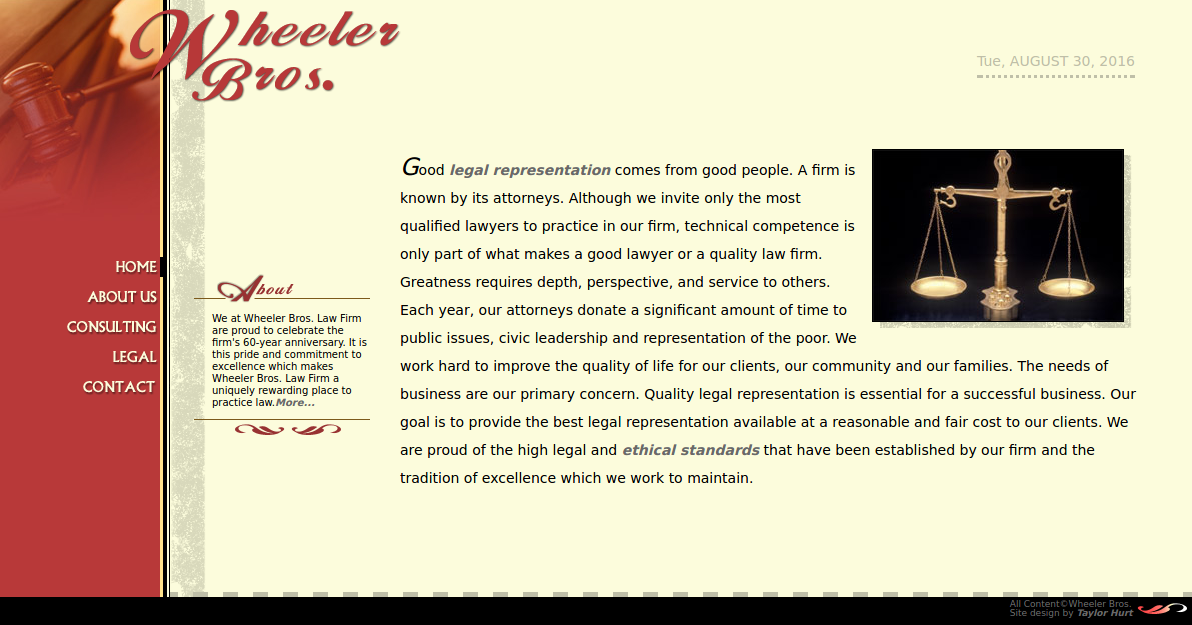 Wheeler
Bros.
Tue, AUGUST 30, 2016
HOME
ABOUT US
CONSULTING
LEGAL
CONTACT
About
We at Wheeler Bros. Law Firm
are proud to celebrate the
firm's 60-year anniversary. It is
this pride and commitment to
excellence which makes
Wheeler Bros. Law Firm a
uniquely rewarding place to
practice law.More...
Good legal representation comes from good people. A firm is
known by its attorneys. Although we invite only the most
qualified lawyers to practice in our firm, technical competence is
only part of what makes a good lawyer or a quality law firm.
Greatness requires depth, perspective, and service to others.
Each year, our attorneys donate a significant amount of time to
public issues, civic leadership and representation of the poor. We
work hard to improve the quality of life for our clients, our community and our families. The needs of
business are our primary concern. Quality legal representation is essential for a successful business. Our
goal is to provide the best legal representation available at a reasonable and fair cost to our clients. We
are proud of the high legal and ethical standards that have been established by our firm and the
tradition of excellence which we work to maintain.
All Content©Wheeler Bros.
Site design by Taylor Hurt